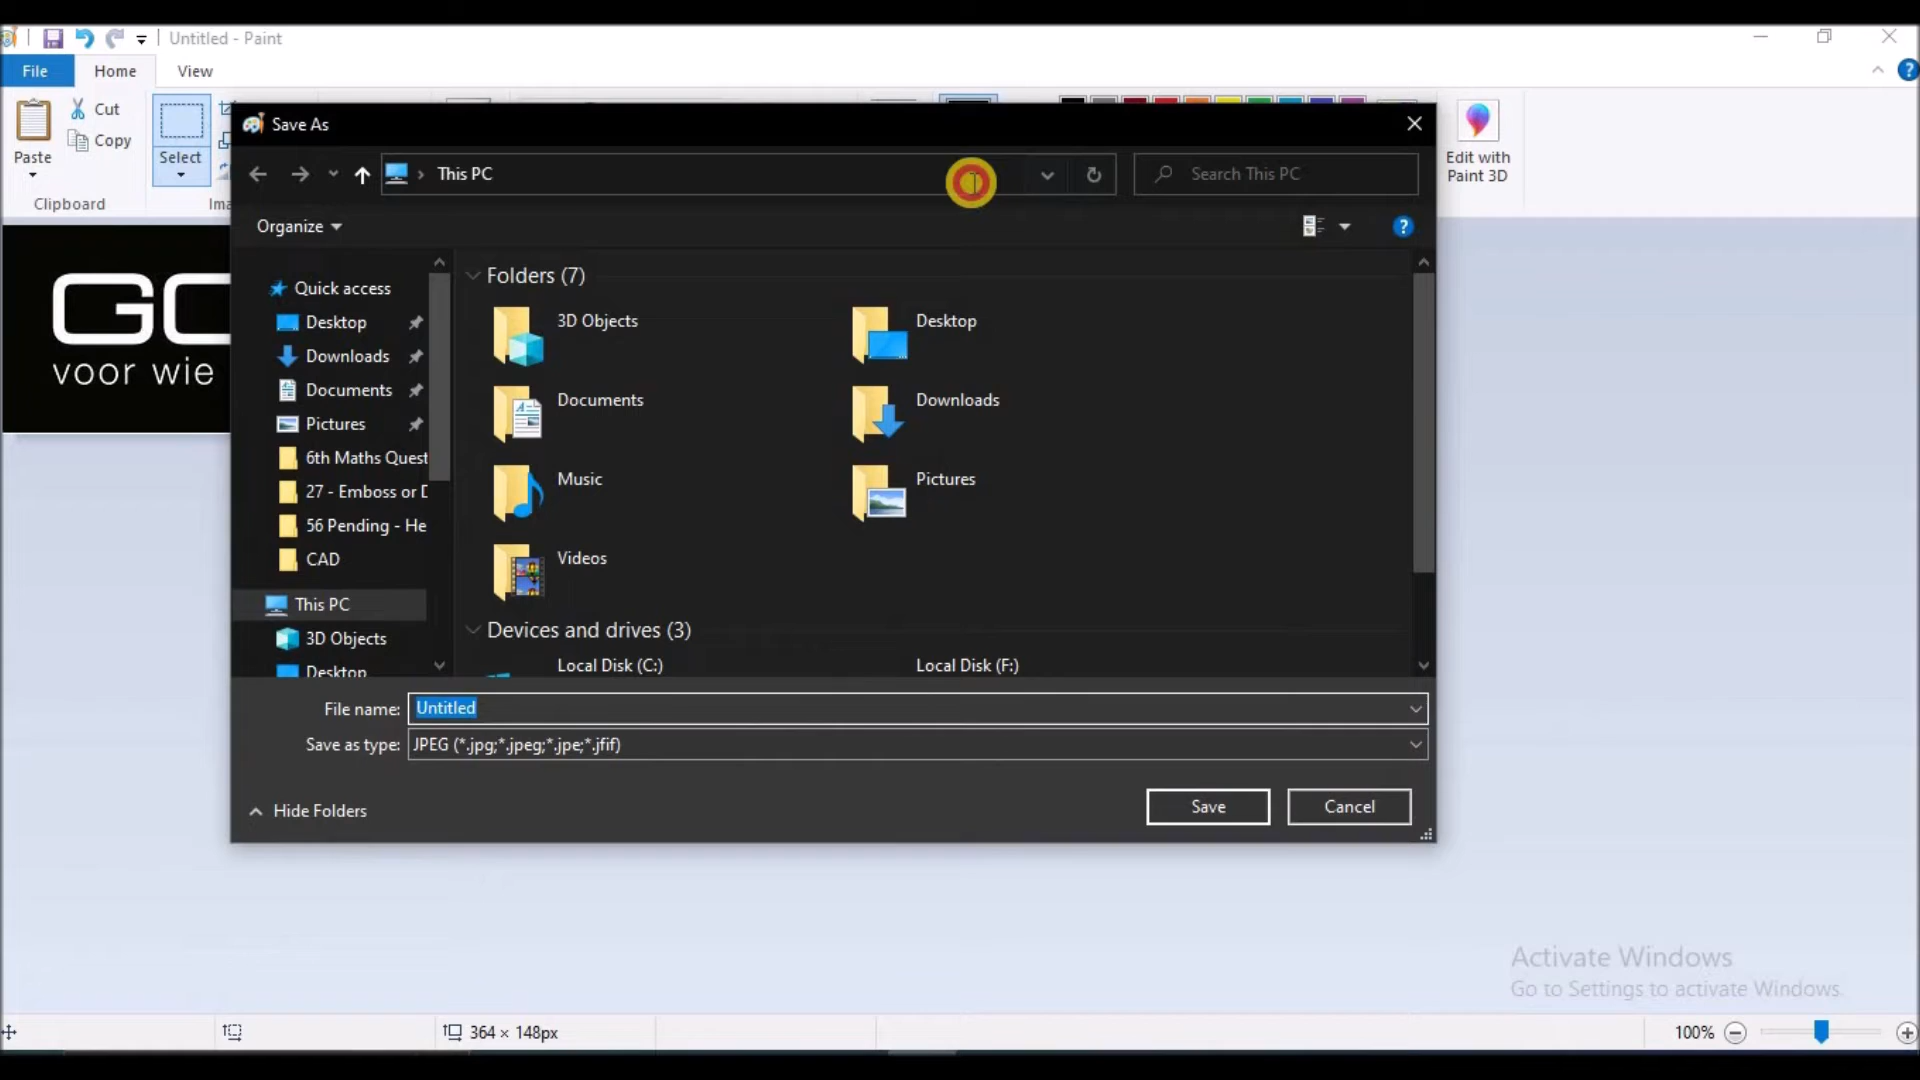 Untitled - Paint
File
Home
View
Paste
Cut
Copy
Select
Clipboard
Edit with
Paint 3D
voor wie
Save As
This PC
Search This PC
Organize
Quick access
Desktop
Downloads
Documents
Pictures
6th Maths Quest
27 - Emboss or D
56 Pending - He
CAD
This PC
3D Objects
Desktop
Folders (7)
3D Objects
Desktop
Documents
Downloads
Music
Pictures
Videos
Devices and drives (3)
Local Disk (C:)
Local Disk (F:)
File name:
Untitled
Save as type:
JPEG (*.jpg;*.jpeg;*.jpe;*.jfif)
Hide Folders
Save
Cancel
Activate Windows
Go to Settings to activate Windows.
364 × 148px
100%